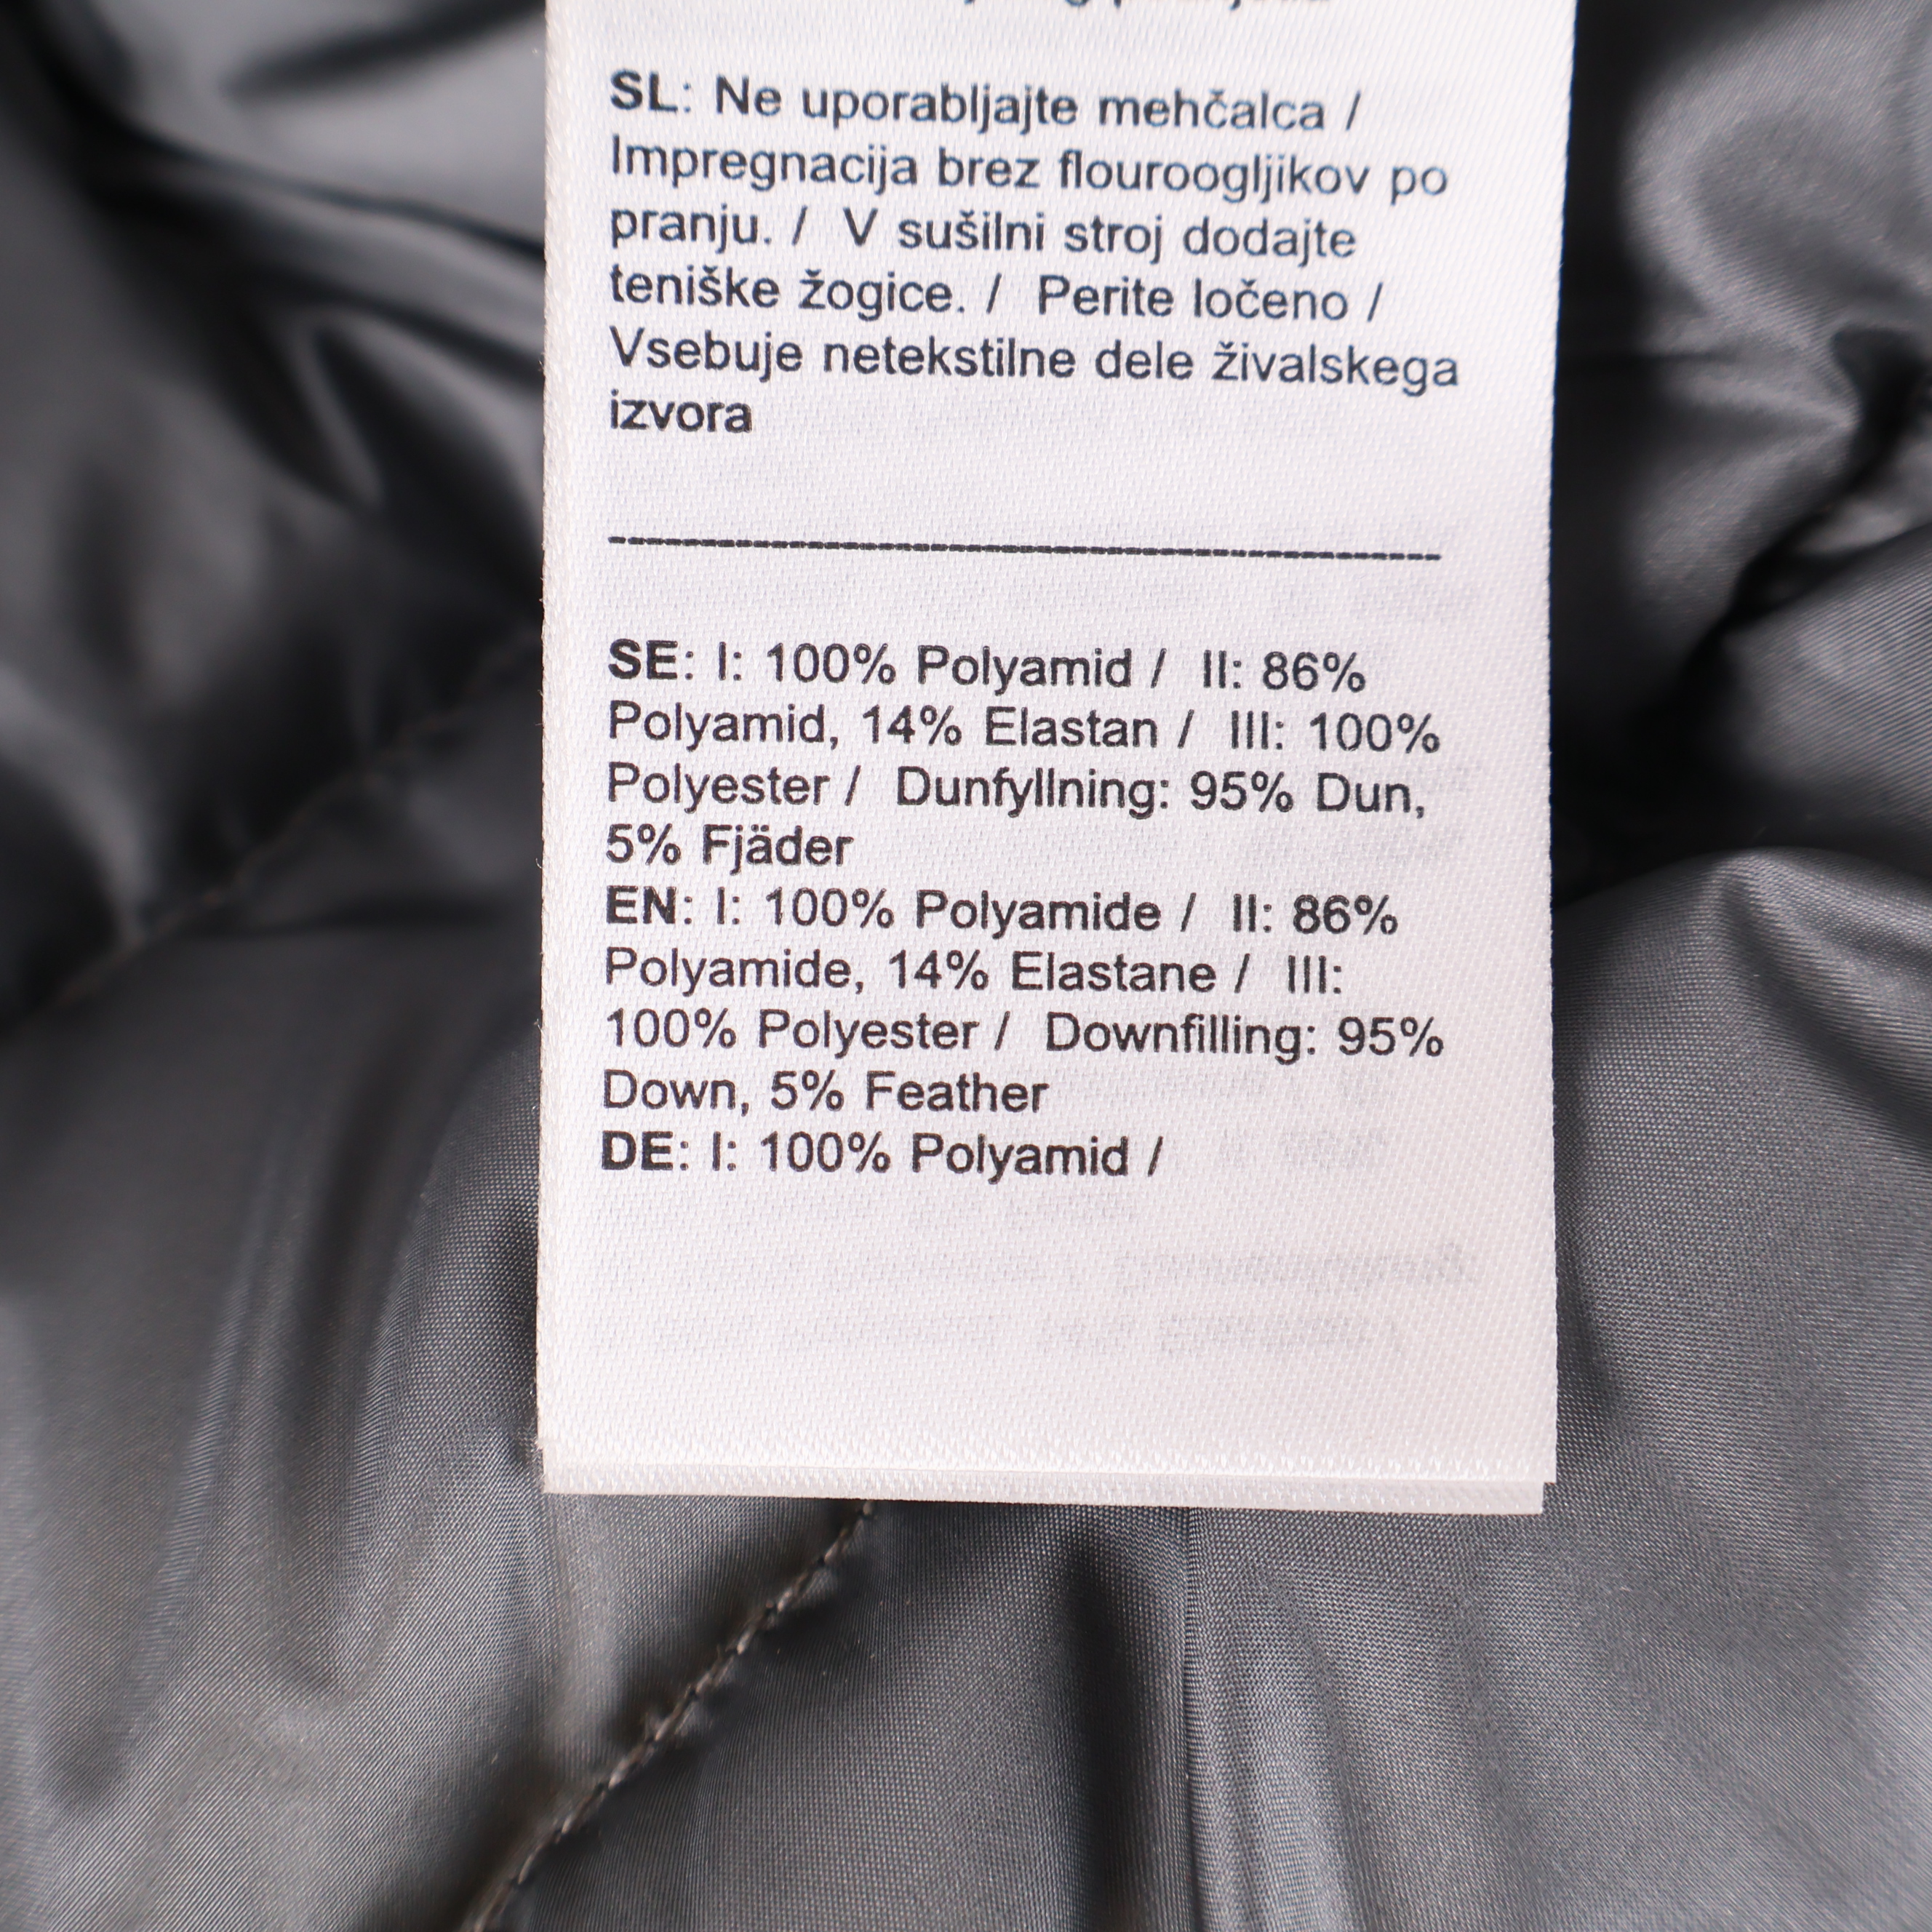 SL: Ne uporabljajte mehčalca /
Impregnacija brez flouroogljikov po
pranju. / V sušilni stroj dodajte
teniške žogice. / Perite ločeno /
Vsebuje netekstilne dele živalskega
izvora
SE: I: 100% Polyamid / II: 86%
Polyamid, 14% Elastan / III: 100%
Polyester / Dunfyllning: 95% Dun,
5% Fjäder
EN: I: 100% Polyamide / II: 86%
Polyamide, 14% Elastane / III:
100% Polyester / Downfilling: 95%
Down, 5% Feather
DE: I: 100% Polyamid /